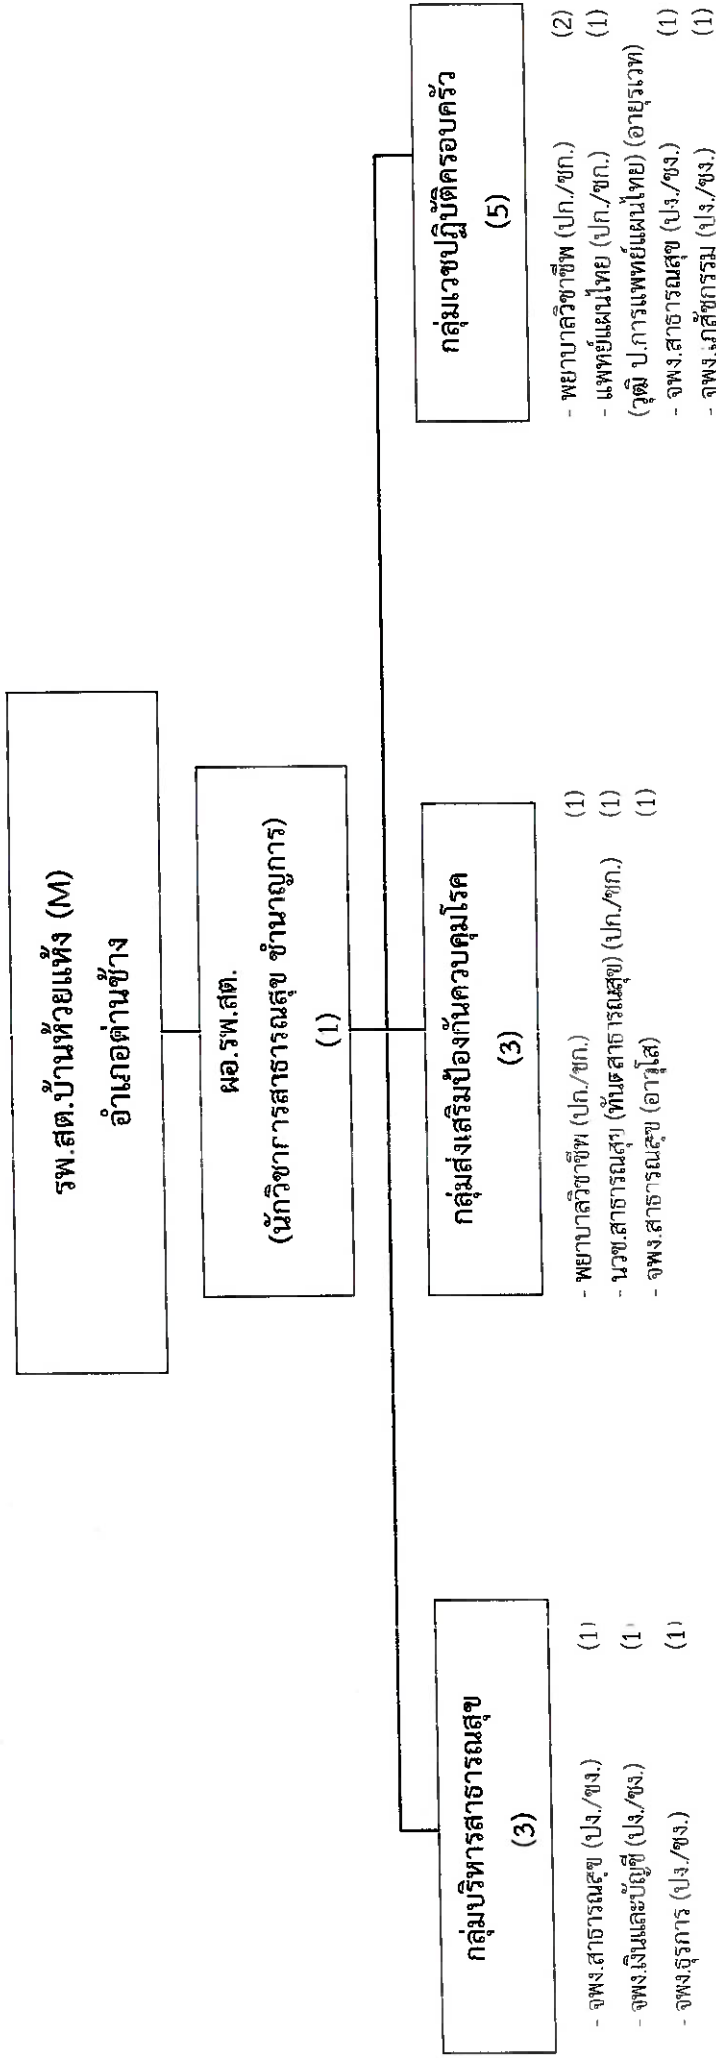 รพ.สต.บ้านห้วยแห้ง (M)
อำเภอด่านช้าง
ผอ.รพ.สต.
(นักวิชาการสาธารณสุข ชำนาญการ)
(1)
กลุ่มบริหารสาธารณสุข
(3)
- จพง.สาธารณสุข (ปง./ชง.) (1)
- จพง.เงินและบัญชี (ปง./ชง.) (1)
- จพง.ธุรการ (ปง./ชง.) (1)
กลุ่มส่งเสริมป้องกันควบคุมโรค
(3)
- พยาบาลวิชาชีพ (ปก./ชก.) (1)
- นวช.สาธารณสุข (ทันตสาธารณสุข) (ปก./ชก.) (1)
- จพง.สาธารณสุข (อาวุโส) (1)
กลุ่มเวชปฏิบัติครอบครัว
(5)
- พยาบาลวิชาชีพ (ปก./ชก.) (2)
- แพทย์แผนไทย (ปก./ชก.) (1)
(วุฒิ ป.การแพทย์แผนไทย) (อายุรเวท)
- จพง.สาธารณสุข (ปง./ชง.) (1)
- จพง.เภสัชกรรม (ปง./ชง.) (1)